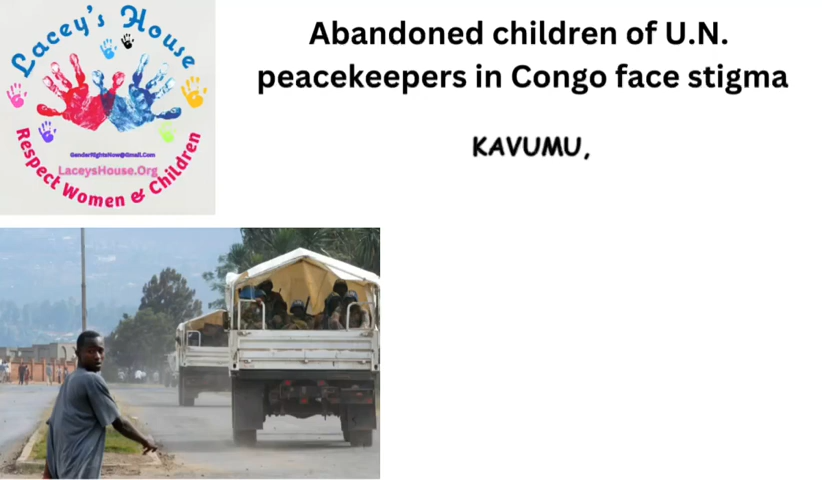 Lacey's House
GenderRightsNow@Gmail.Com
LaceysHouse.Org
Respect Women & Children
Abandoned children of U.N.
peacekeepers in Congo face stigma
KAVUMU,